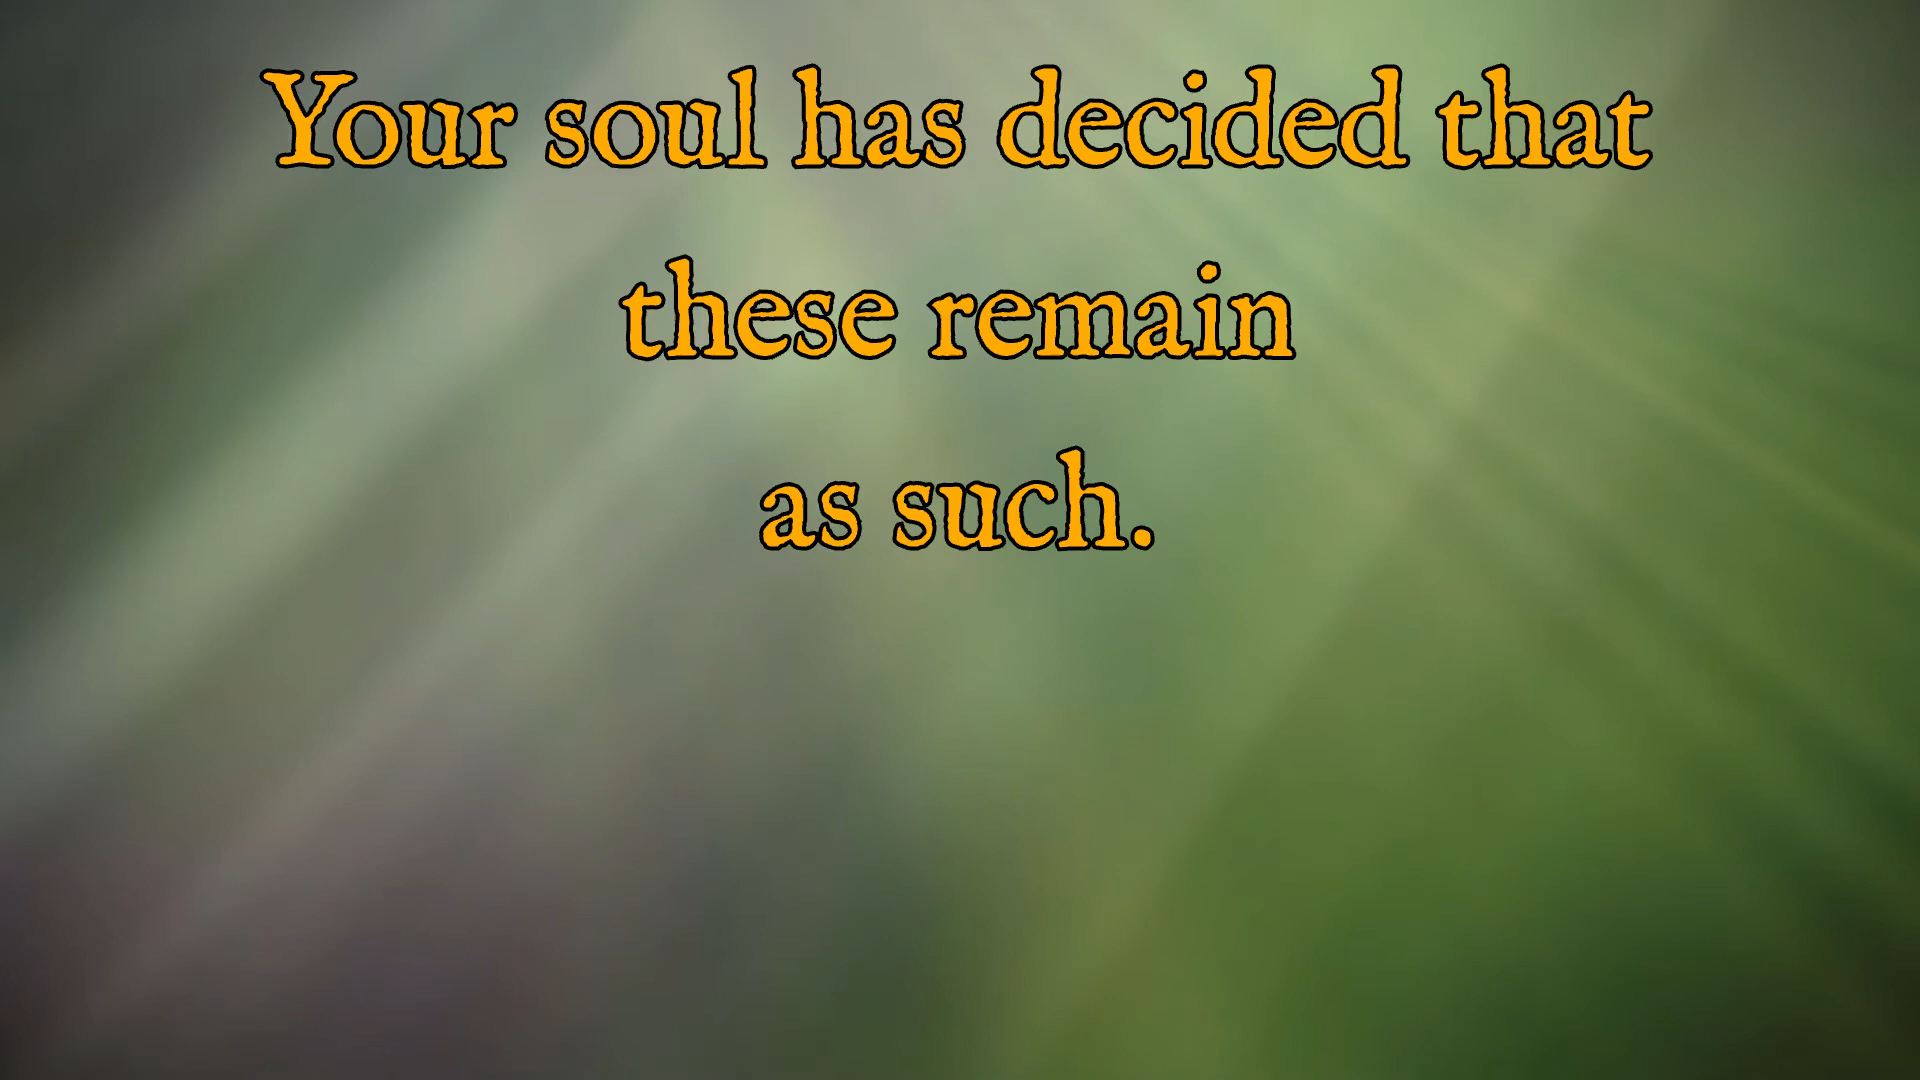 Your soul has decided that
these remain
as such.